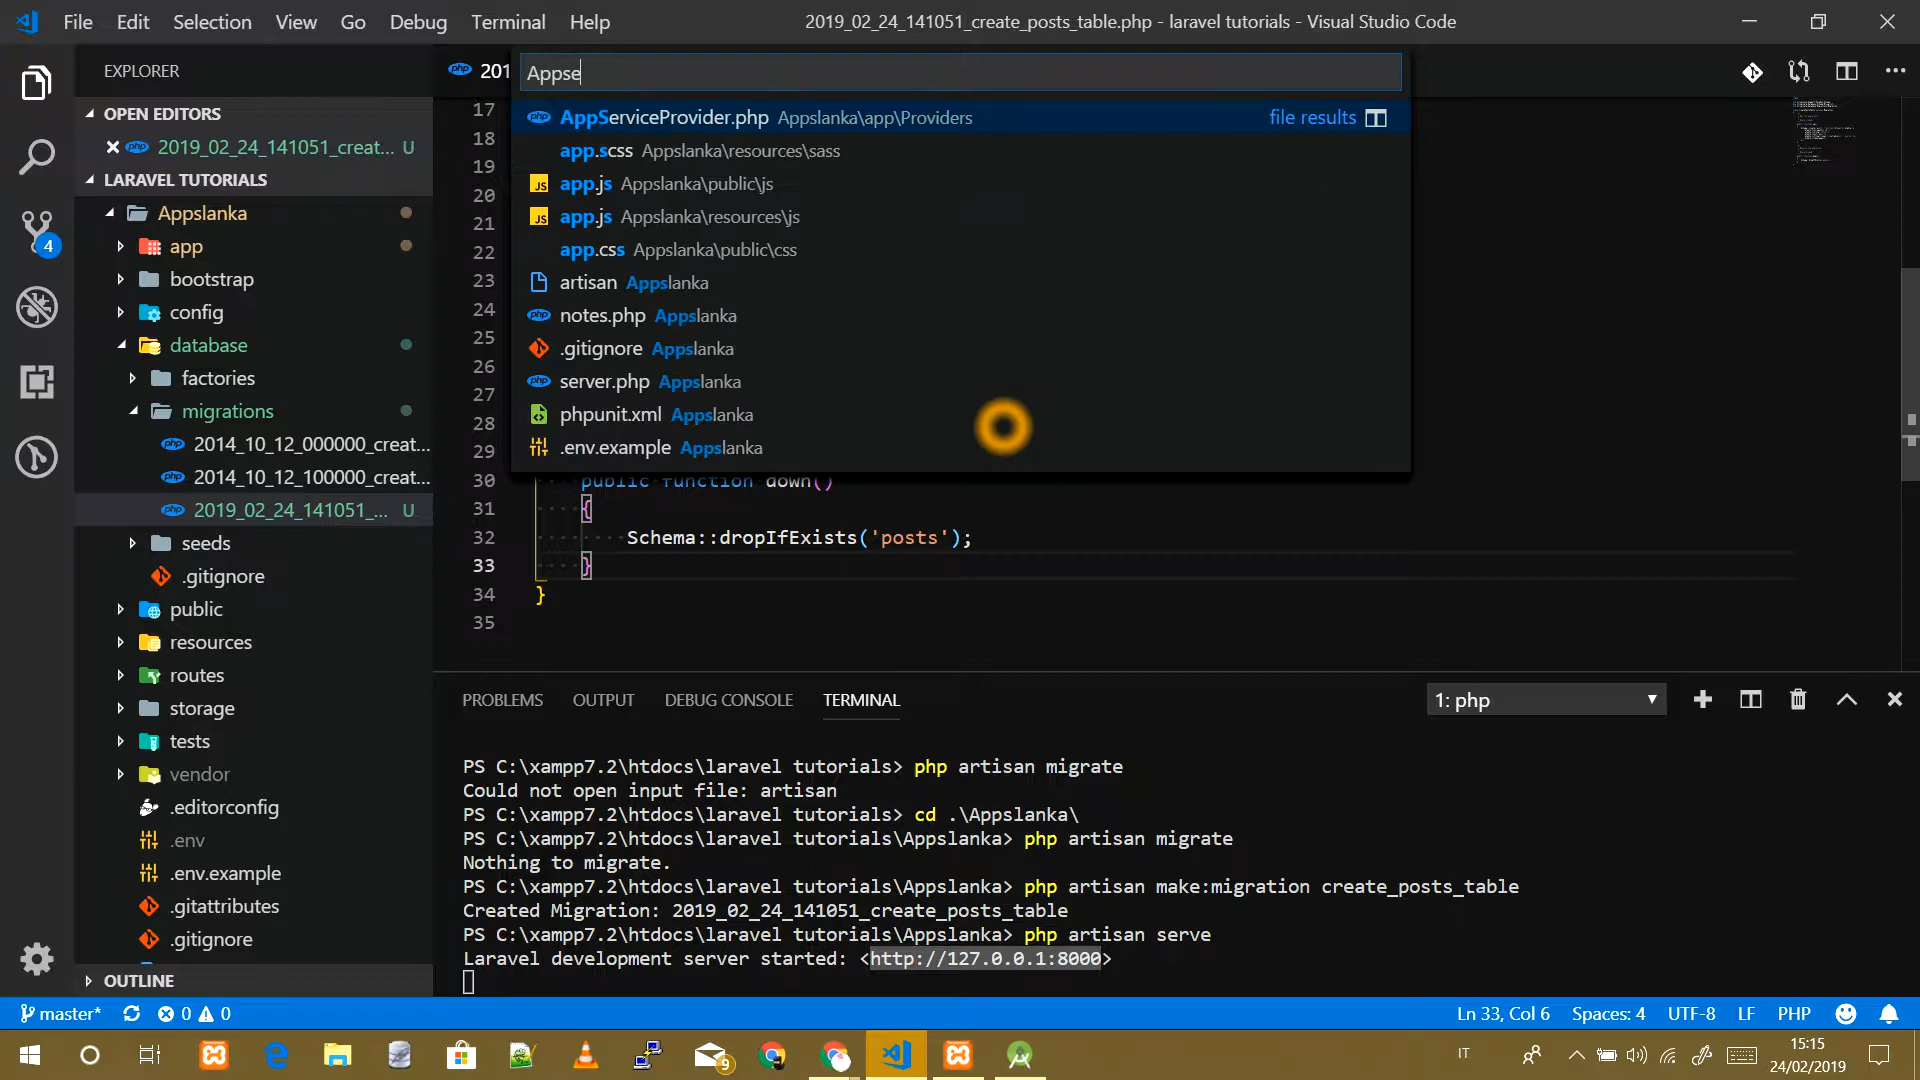 File Edit Selection View Go Debug Terminal Help
2019_02_24_141051_create_posts_table.php - laravel tutorials - Visual Studio Code
EXPLORER
OPEN EDITORS
2019_02_24_141051_creat... U
LARAVEL TUTORIALS
Appslanka
app
bootstrap
config
database
factories
migrations
2014_10_12_000000_creat...
2014_10_12_100000_creat...
2019_02_24_141051_... U
seeds
.gitignore
public
resources
routes
storage
tests
vendor
.editorconfig
.env
.env.example
.gitattributes
.gitignore
OUTLINE
4
php 201
Appse
AppServiceProvider.php Appslanka\app\Providers file results
app.scss Appslanka\resources\sass
JS app.js Appslanka\public\js
JS app.js Appslanka\resources\js
app.css Appslanka\public\css
artisan Appslanka
notes.php Appslanka
.gitignore Appslanka
server.php Appslanka
phpunit.xml Appslanka
.env.example Appslanka
17
18
19
20
21
22
23
24
25
26
27
28
29
30 public function down()
31 {
32 Schema::dropIfExists('posts');
33 }
34 }
35
PROBLEMS OUTPUT DEBUG CONSOLE TERMINAL 1: php
PS C:\xampp7.2\htdocs\laravel tutorials> php artisan migrate
Could not open input file: artisan
PS C:\xampp7.2\htdocs\laravel tutorials> cd .\Appslanka\
PS C:\xampp7.2\htdocs\laravel tutorials\Appslanka> php artisan migrate
Nothing to migrate.
PS C:\xampp7.2\htdocs\laravel tutorials\Appslanka> php artisan make:migration create_posts_table
Created Migration: 2019_02_24_141051_create_posts_table
PS C:\xampp7.2\htdocs\laravel tutorials\Appslanka> php artisan serve
Laravel development server started: <http://127.0.0.1:8000>
master* 0 0 Ln 33, Col 6 Spaces: 4 UTF-8 LF PHP
9
IT
15:15
24/02/2019